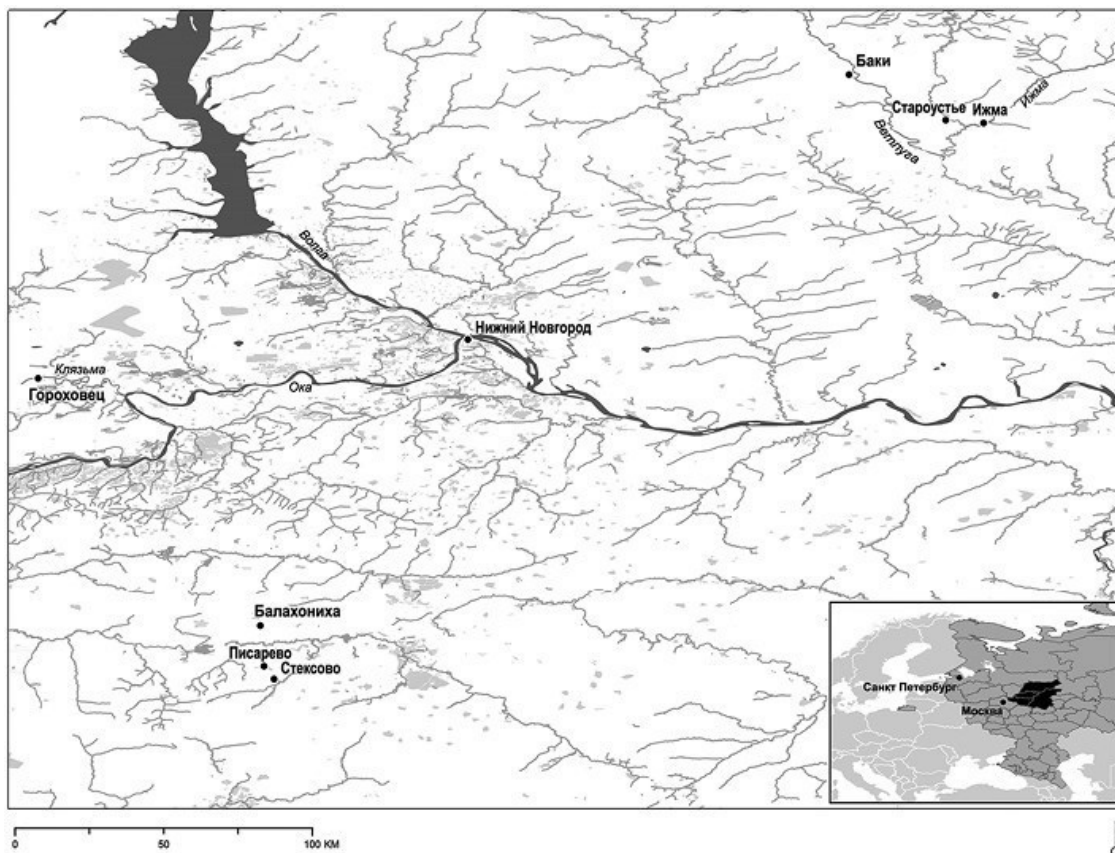 Баки
Староустье
Ижма
Ижма
Ветлуга
Волга
Нижний Новгород
Клязьма
Гороховец
Ока
Балахониха
Писарево
Стексово
Санкт Петербург
Москва
0 50 100 КМ